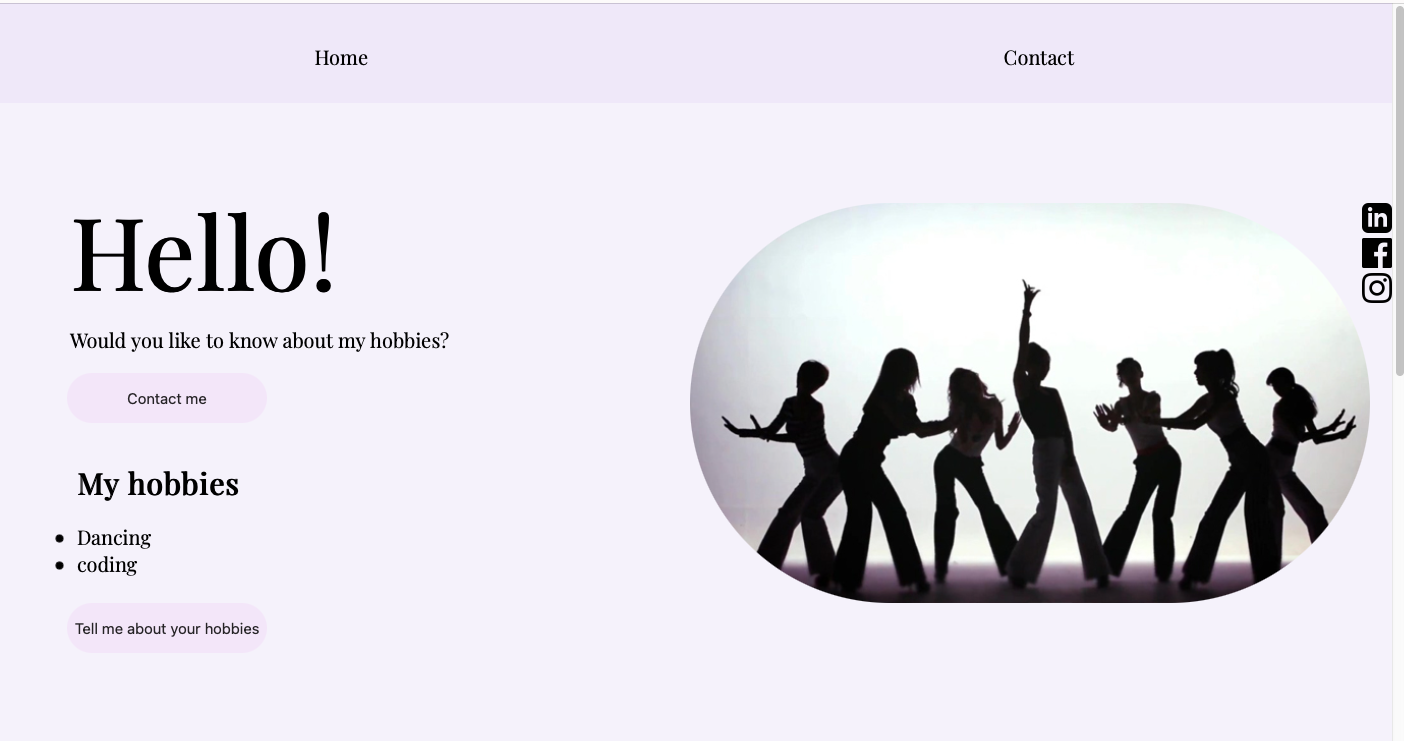 Home
Contact
Hello!
Would you like to know about my hobbies?
Contact me
My hobbies
Dancing
coding
Tell me about your hobbies
in